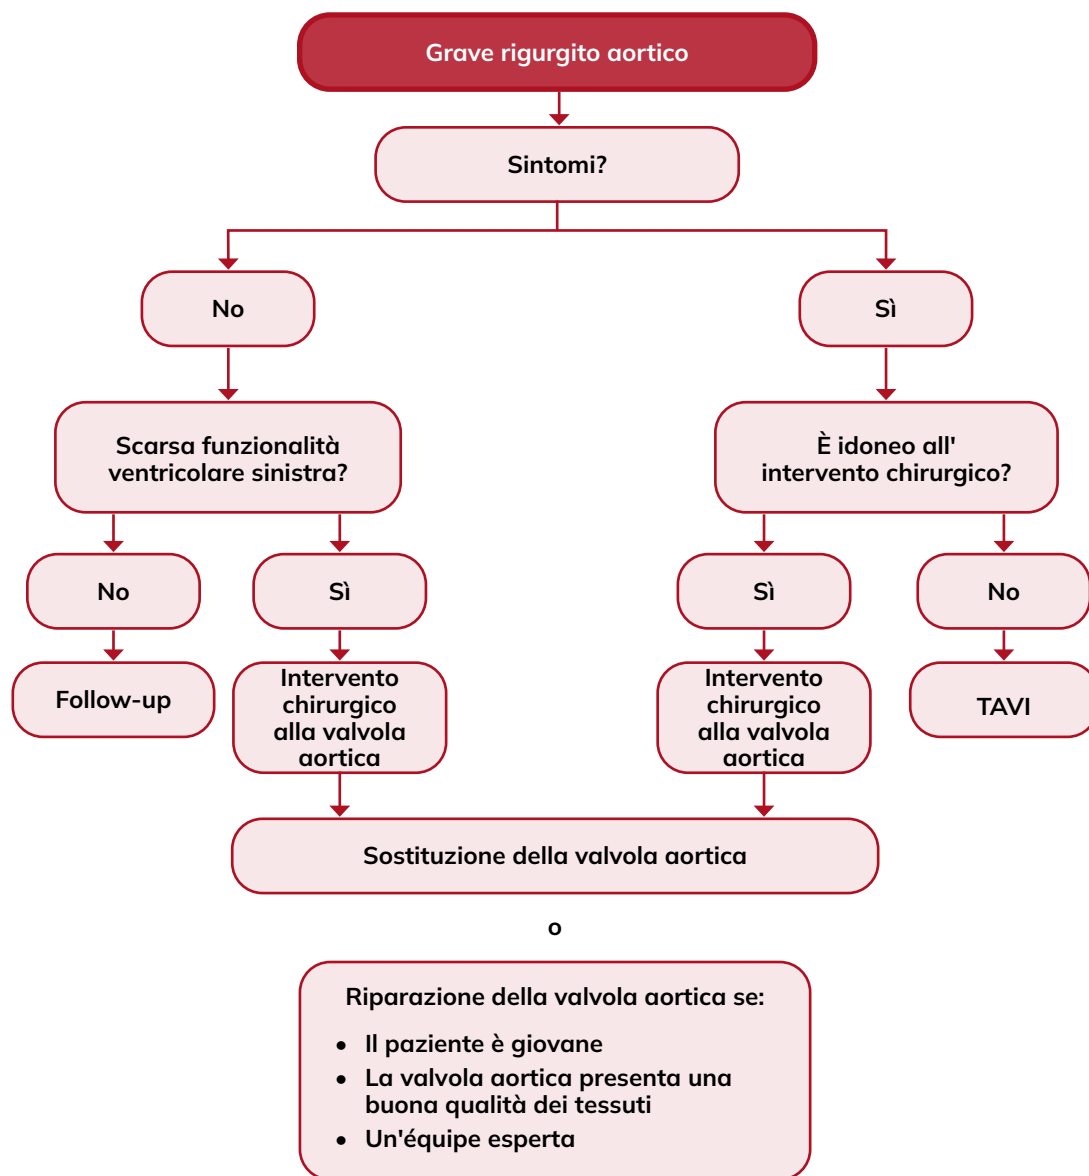 Grave rigurgito aortico
Sintomi?
No
Sì
Scarsa funzionalità
ventricolare sinistra?
È idoneo all'
intervento chirurgico?
No
Sì
Sì
No
Follow-up
Intervento
chirurgico
alla valvola
aortica
Intervento
chirurgico
alla valvola
aortica
TAVI
Sostituzione della valvola aortica
o
Riparazione della valvola aortica se:
• Il paziente è giovane
• La valvola aortica presenta una
buona qualità dei tessuti
• Un'équipe esperta